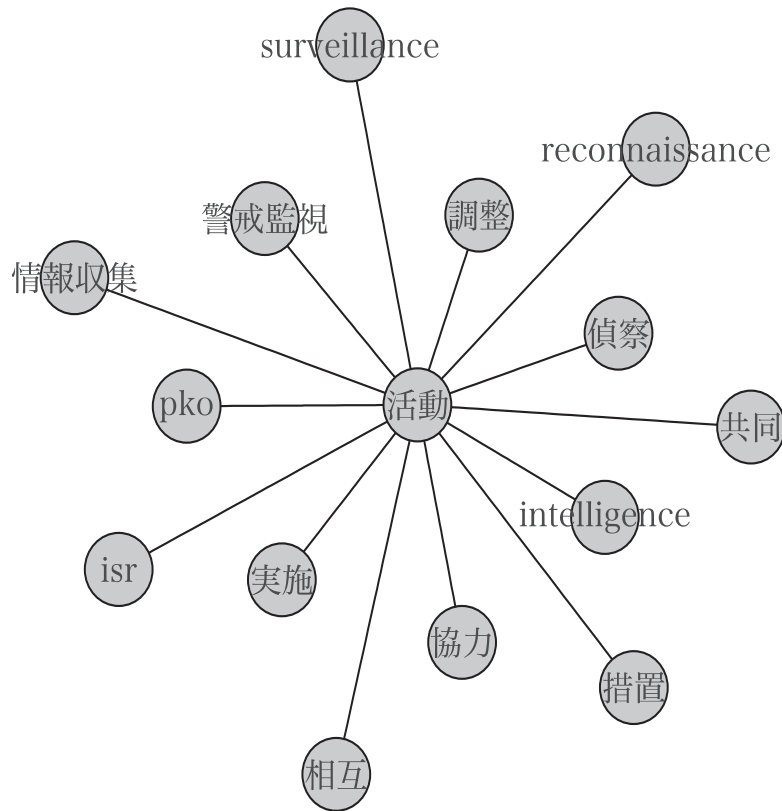 surveillance
reconnaissance
警戒監視
調整
情報収集
偵察
pko
活動
共同
intelligence
isr
実施
協力
措置
相互